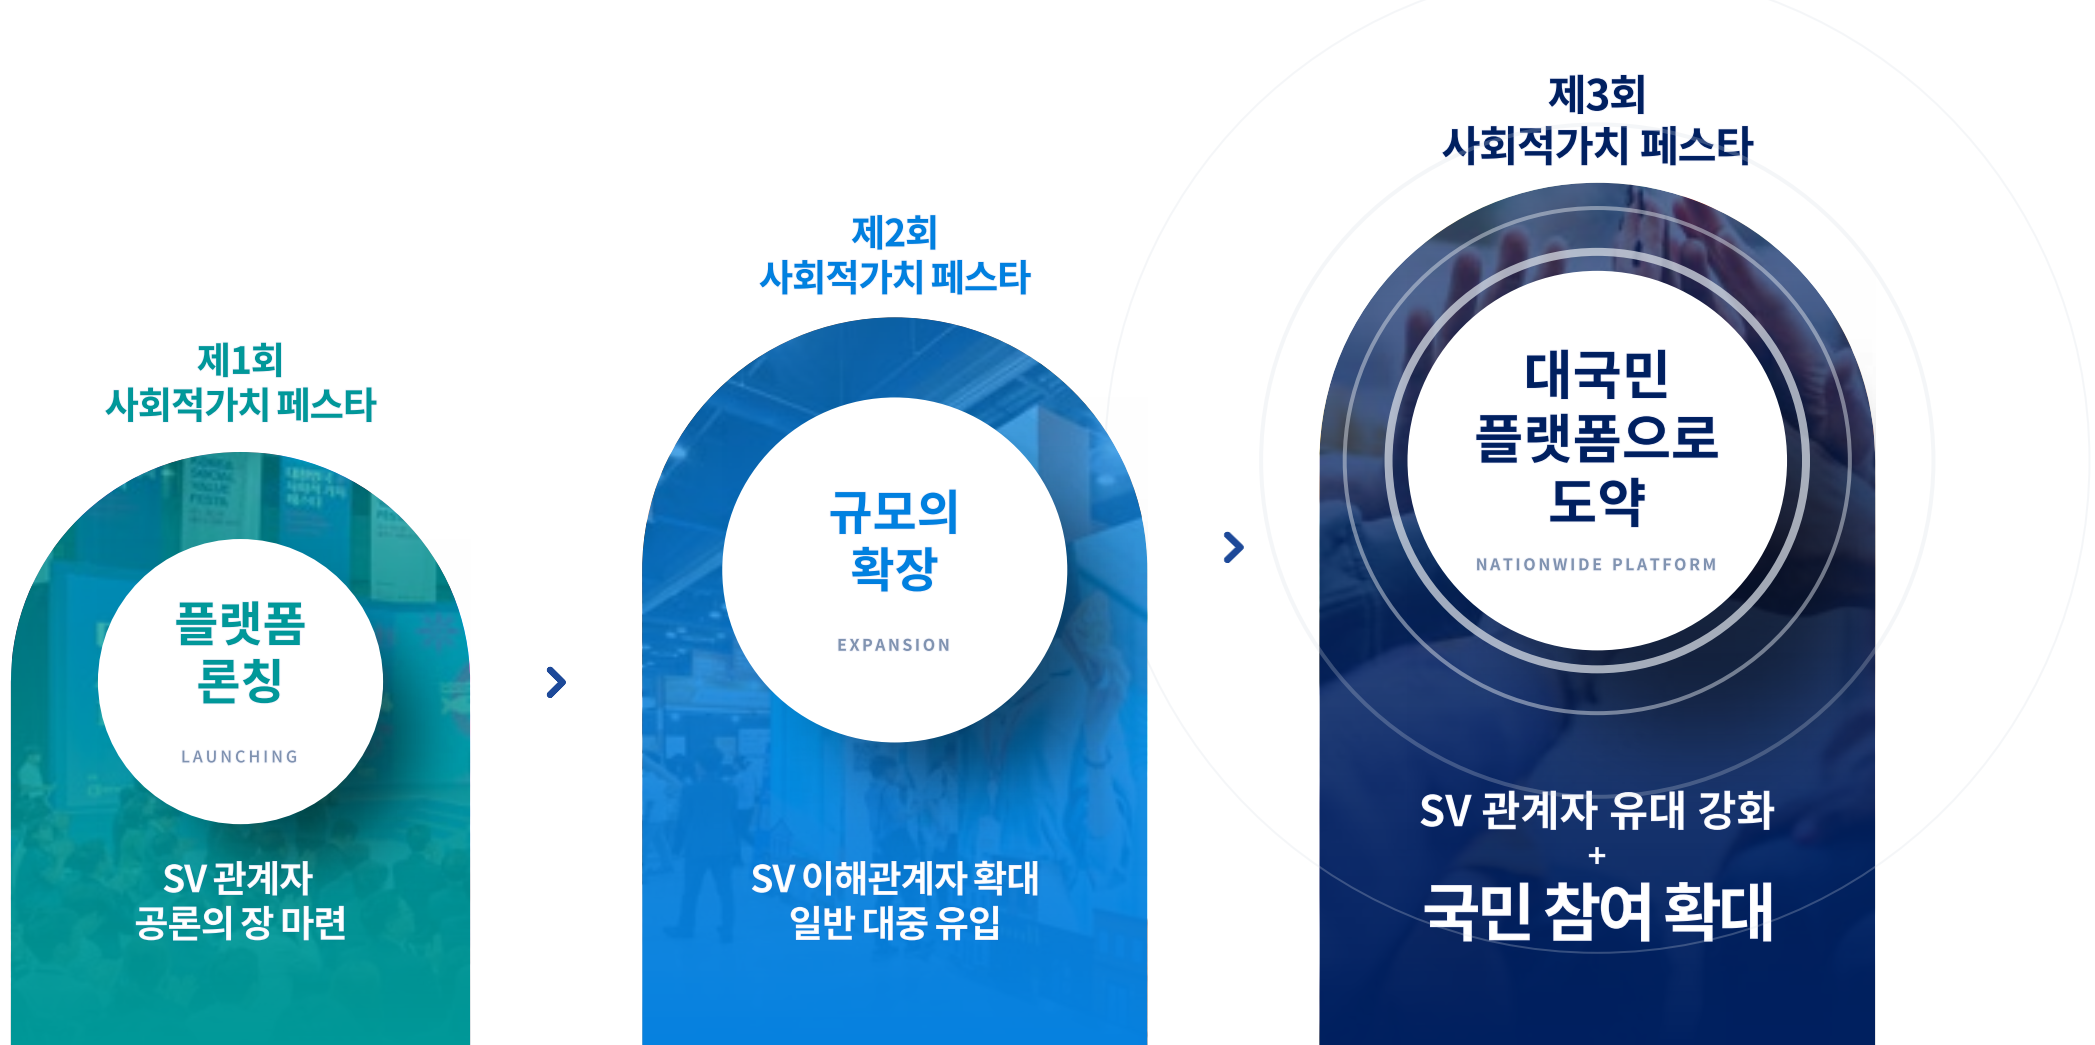 제1회
사회적가치 페스타
플랫폼
론칭
LAUNCHING
SV 관계자
공론의 장 마련
제2회
사회적가치 페스타
규모의
확장
EXPANSION
SV 이해관계자 확대
일반 대중 유입
제3회
사회적가치 페스타
대국민
플랫폼으로
도약
NATIONWIDE PLATFORM
SV 관계자 유대 강화
+
국민 참여 확대